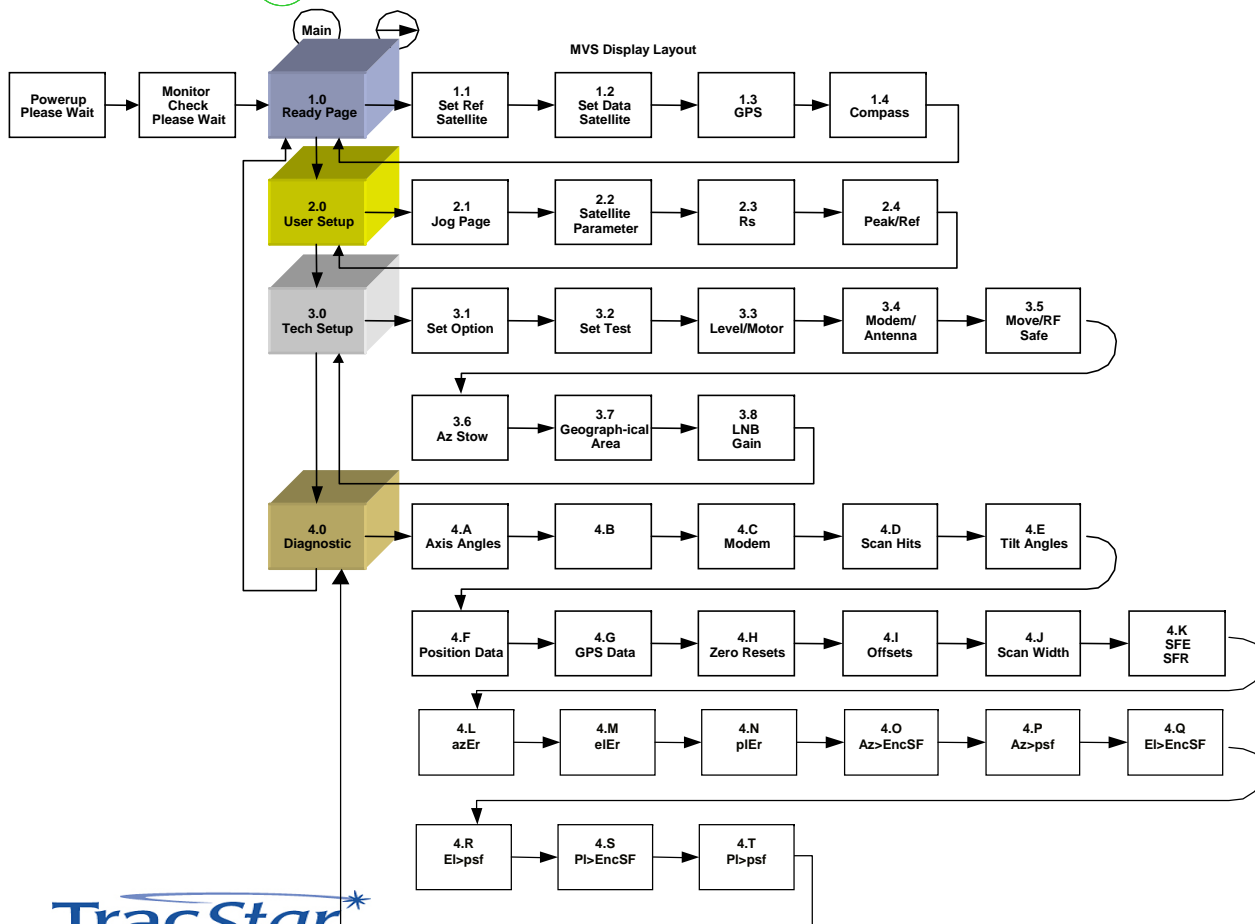 Main
MVS Display Layout
Powerup
Please Wait
Monitor
Check
Please Wait
1.0
Ready Page
1.1
Set Ref
Satellite
1.2
Set Data
Satellite
1.3
GPS
1.4
Compass
2.0
User Setup
2.1
Jog Page
2.2
Satellite
Parameter
2.3
Rs
2.4
Peak/Ref
3.0
Tech Setup
3.1
Set Option
3.2
Set Test
3.3
Level/Motor
3.4
Modem/
Antenna
3.5
Move/RF
Safe
3.6
Az Stow
3.7
Geograph-ical
Area
3.8
LNB
Gain
4.0
Diagnostic
4.A
Axis Angles
4.B
4.C
Modem
4.D
Scan Hits
4.E
Tilt Angles
4.F
Position Data
4.G
GPS Data
4.H
Zero Resets
4.I
Offsets
4.J
Scan Width
4.K
SFE
SFR
4.L
azEr
4.M
elEr
4.N
plEr
4.O
Az>EncSF
4.P
Az>psf
4.Q
El>EncSF
4.R
El>psf
4.S
Pl>EncSF
4.T
Pl>psf
TracStar